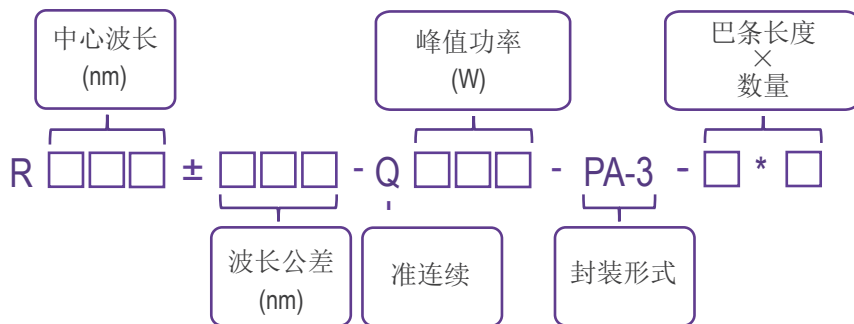 中心波长
(nm)
峰值功率
(W)
巴条长度
×
数量
R □□□ ± □□□ - Q □□□ - PA-3 - □ * □
波长公差
(nm)
准连续
封装形式